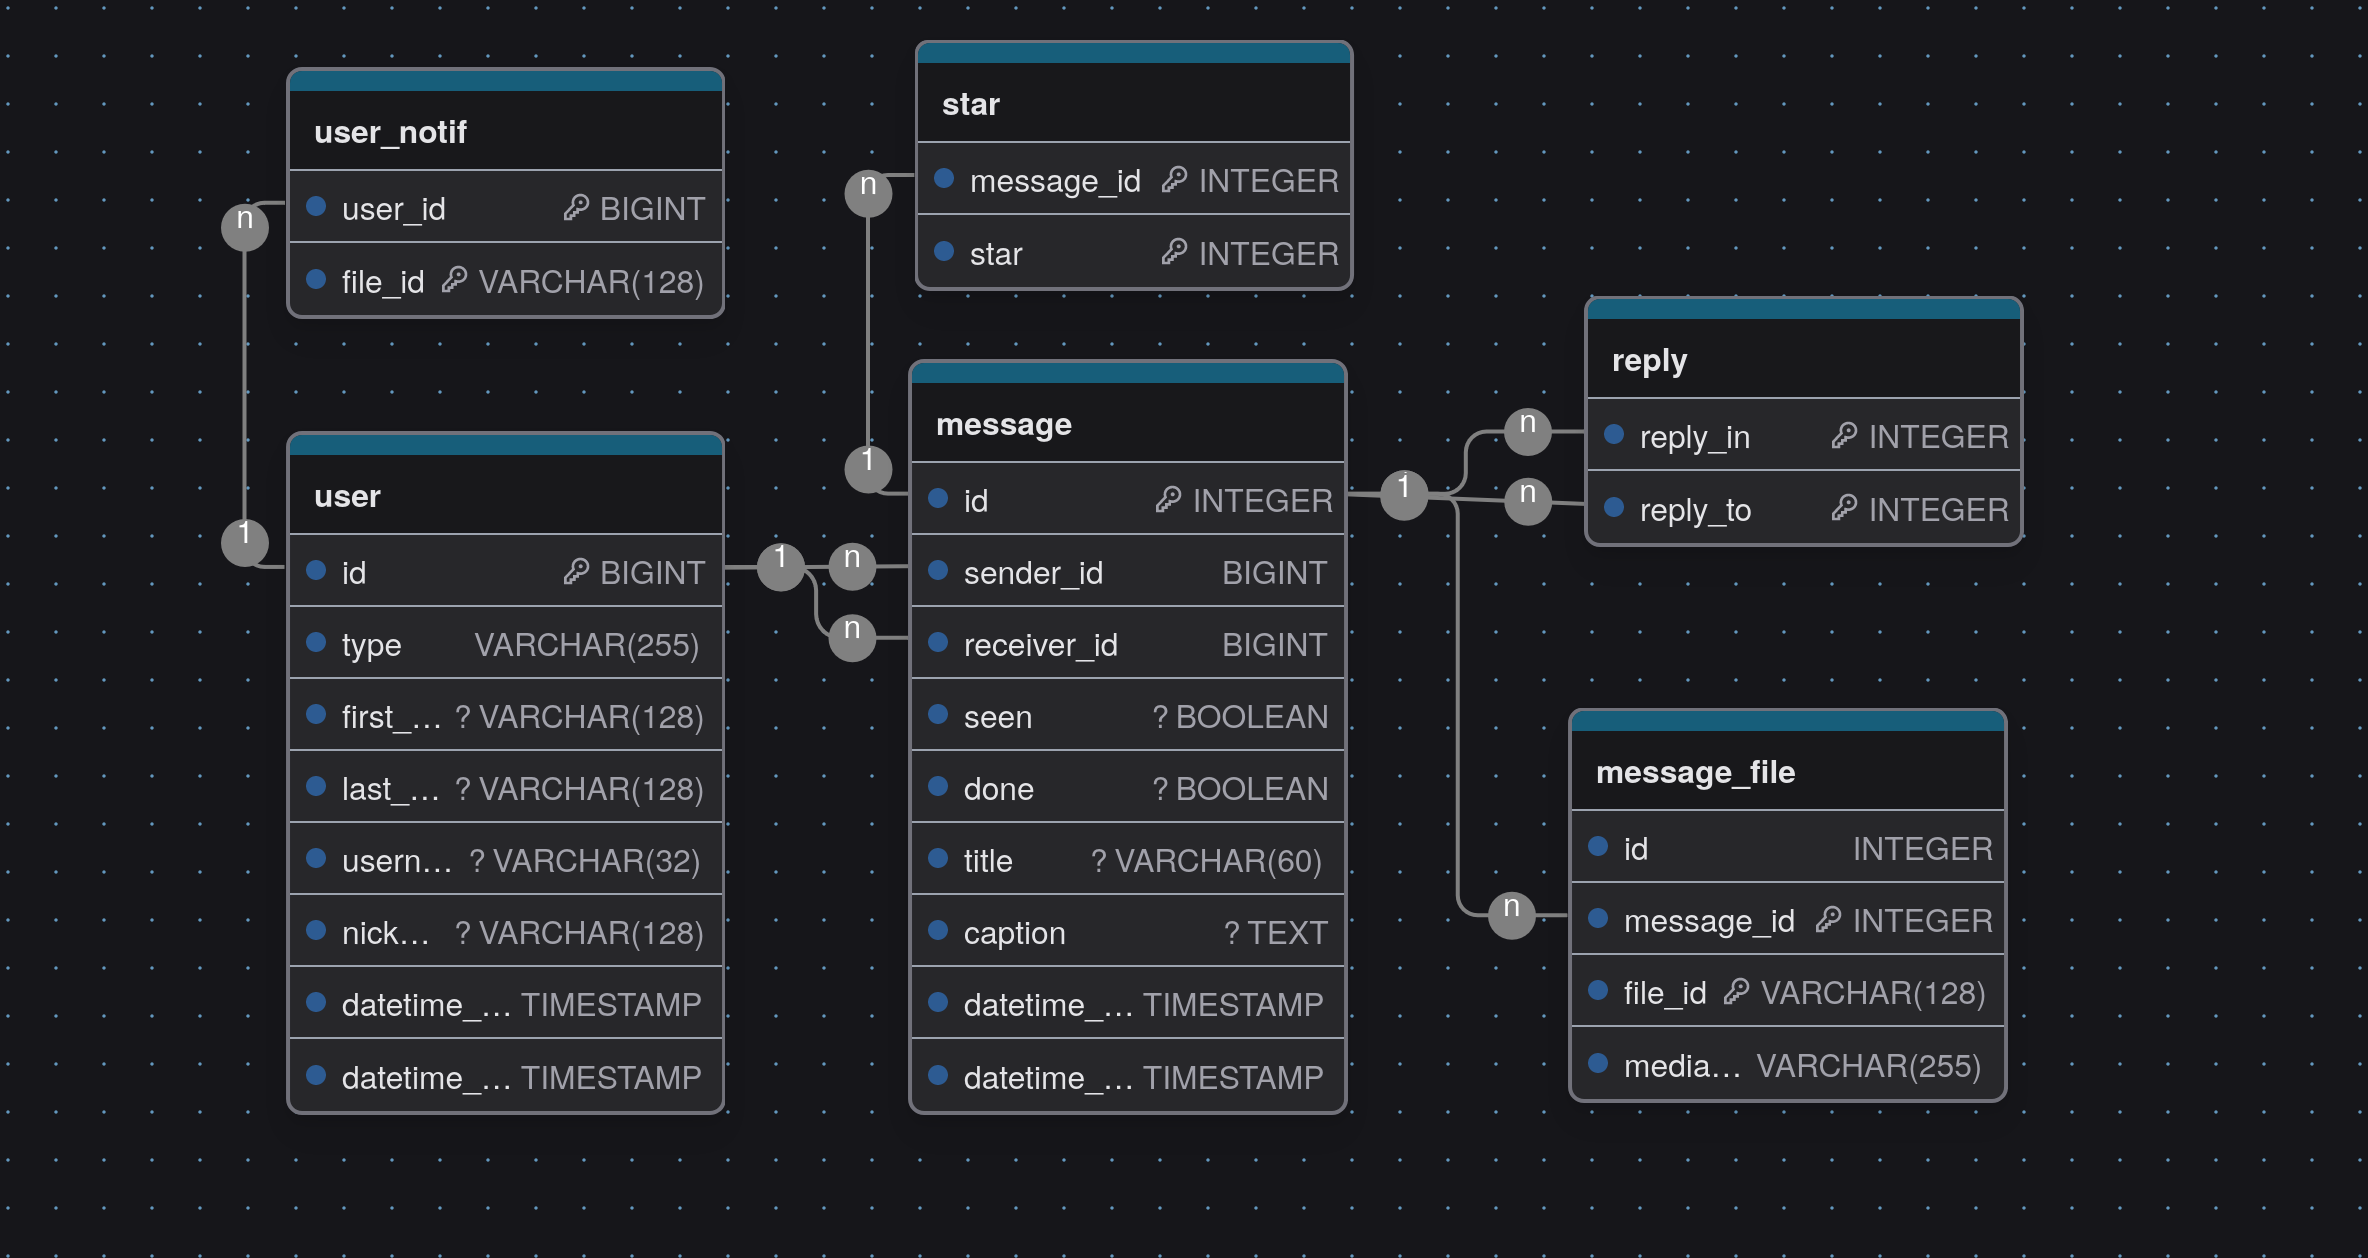 user_notif
user_id BIGINT
file_id VARCHAR(128)
n
1
user
id BIGINT
type VARCHAR(255)
first_... ? VARCHAR(128)
last_... ? VARCHAR(128)
usern... ? VARCHAR(32)
nick... ? VARCHAR(128)
datetime_... TIMESTAMP
datetime_... TIMESTAMP
1
n
n
star
message_id INTEGER
star INTEGER
n
1
message
id INTEGER
sender_id BIGINT
receiver_id BIGINT
seen ? BOOLEAN
done ? BOOLEAN
title ? VARCHAR(60)
caption ? TEXT
datetime_... TIMESTAMP
datetime_... TIMESTAMP
1
n
n
n
reply
reply_in INTEGER
reply_to INTEGER
message_file
id INTEGER
message_id INTEGER
file_id VARCHAR(128)
media... VARCHAR(255)